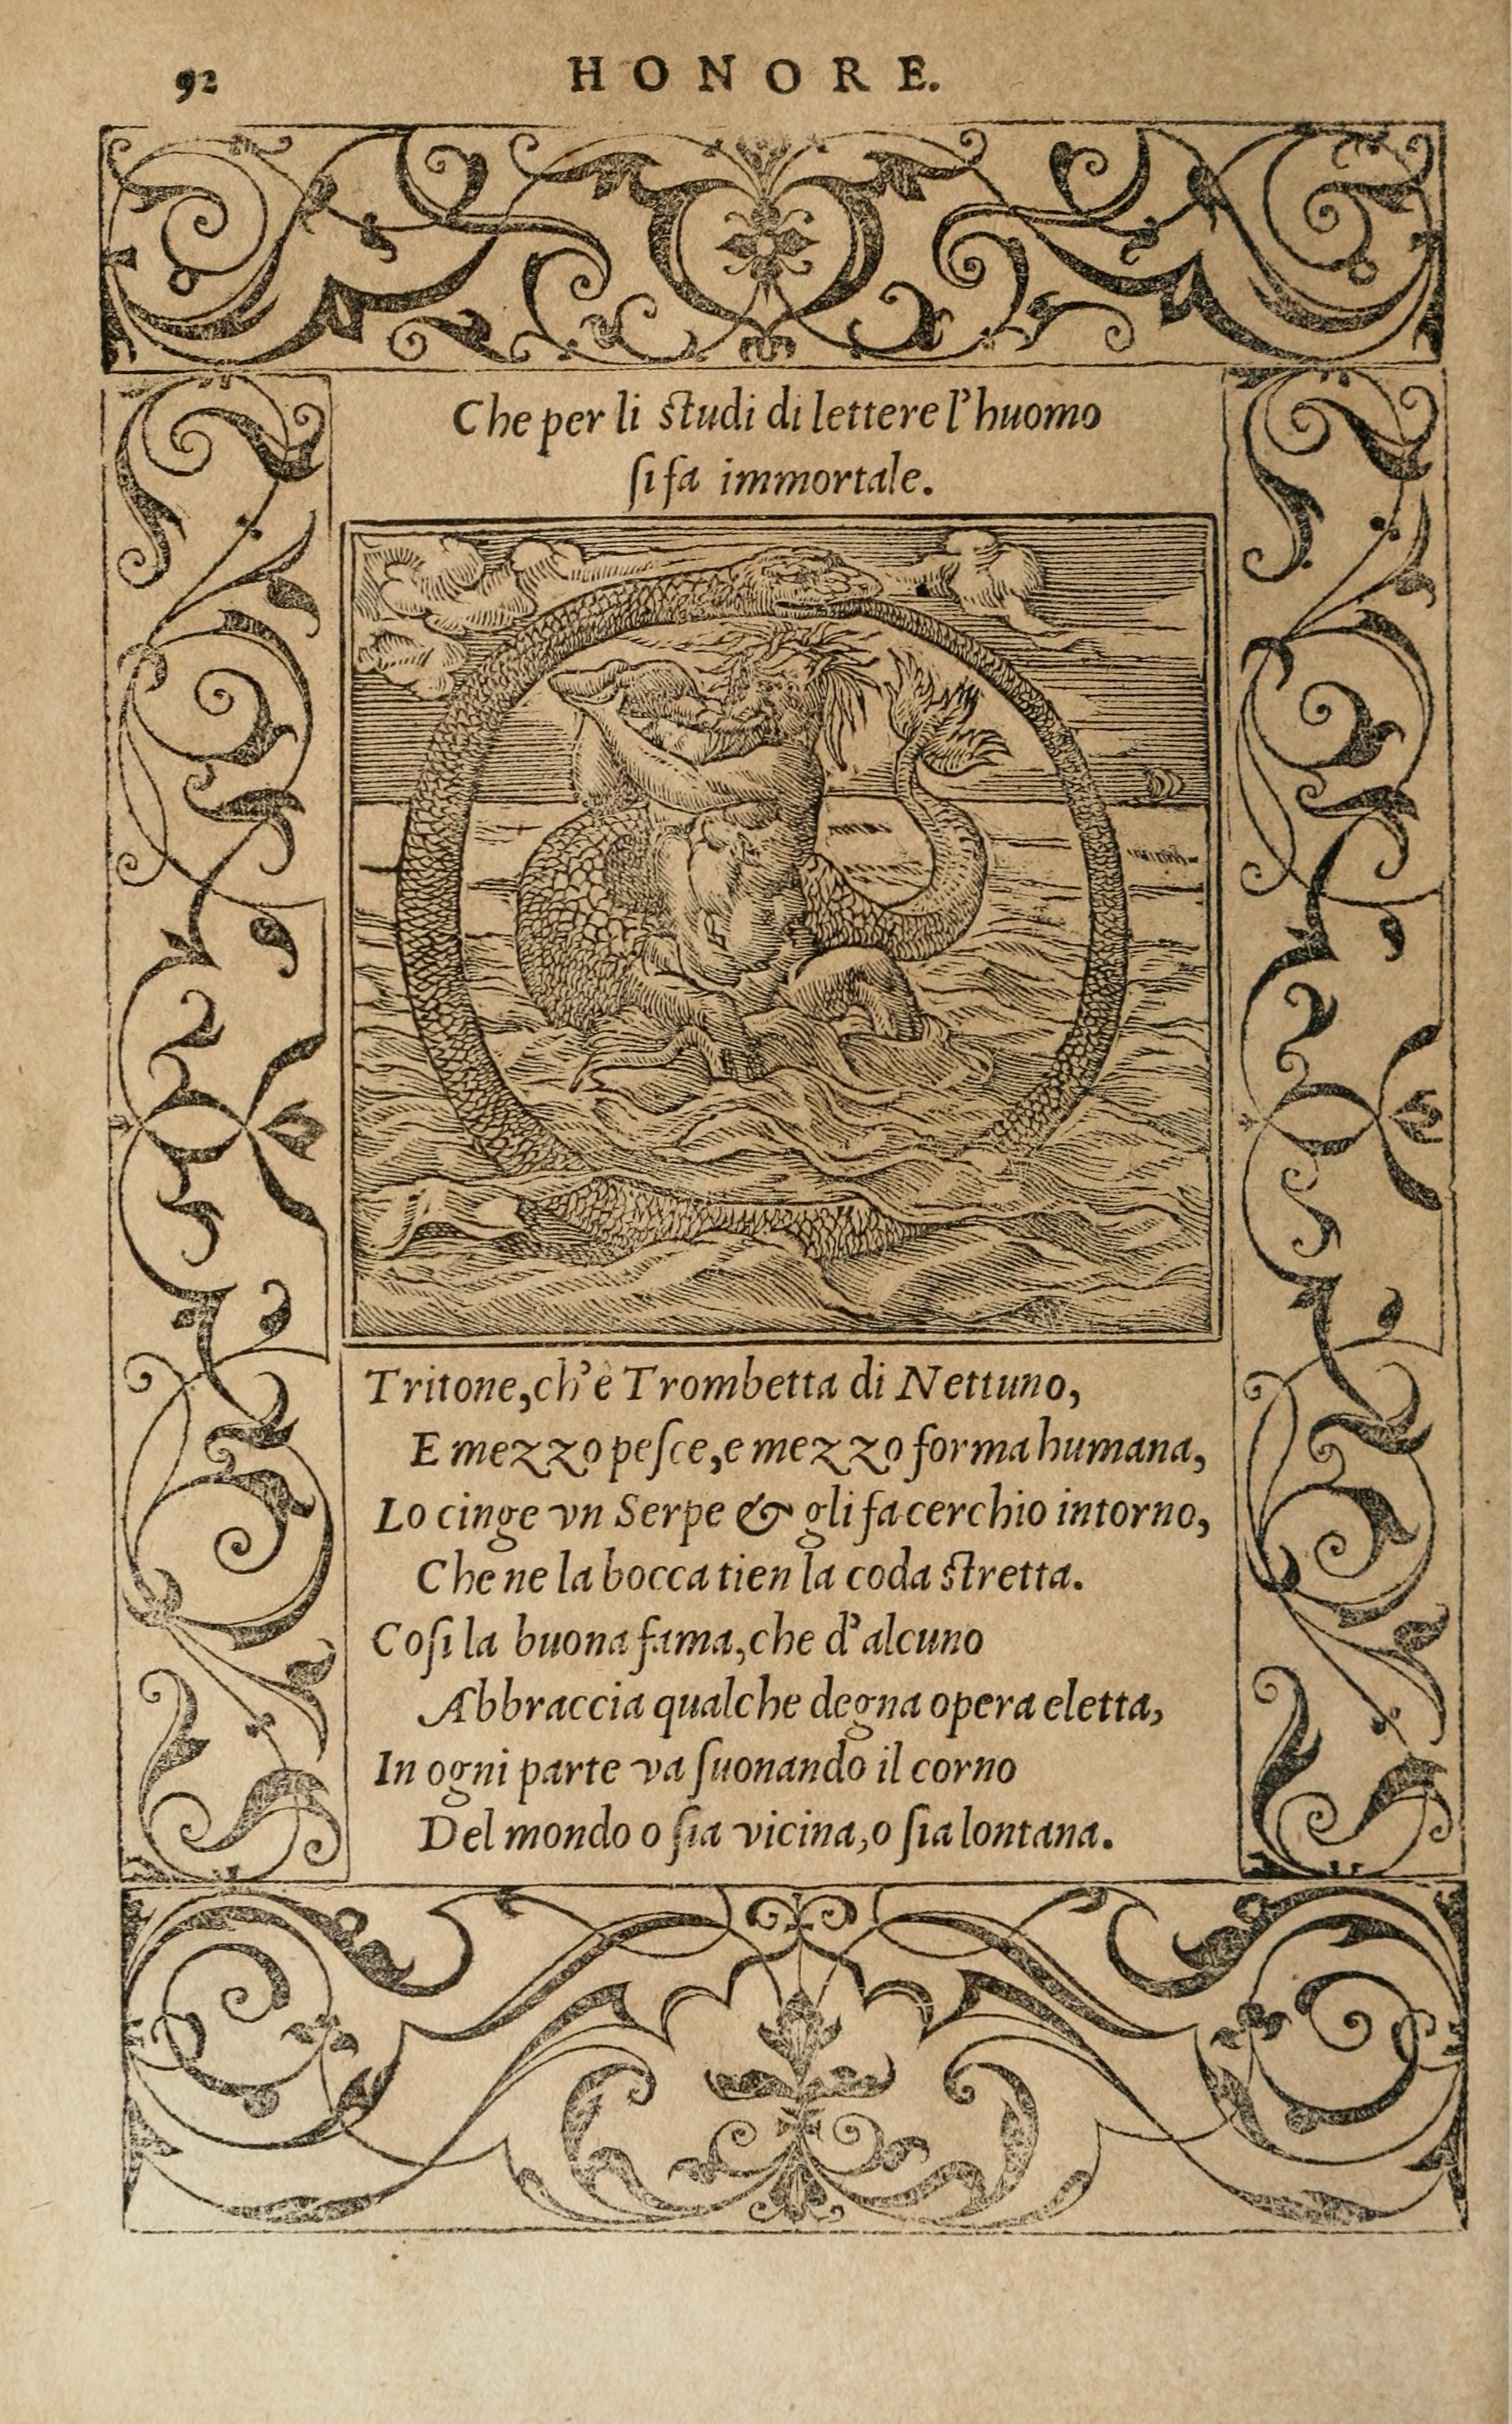 92 HONORE.
Che per li ſtudi di lettere l'huomo
ſi fa immortale.
Tritone, ch'è Trombetta di Nettuno,
E mezzo peſce, e mezzo forma humana,
Lo cinge vn Serpe & gli fa cerchio intorno,
Che ne la bocca tien la coda ſtretta.
Coſi la buona fama, che d'alcuno
Abbraccia qualche degna opera eletta,
In ogni parte va ſuonando il corno
Del mondo o ſia vicina, o ſia lontana.